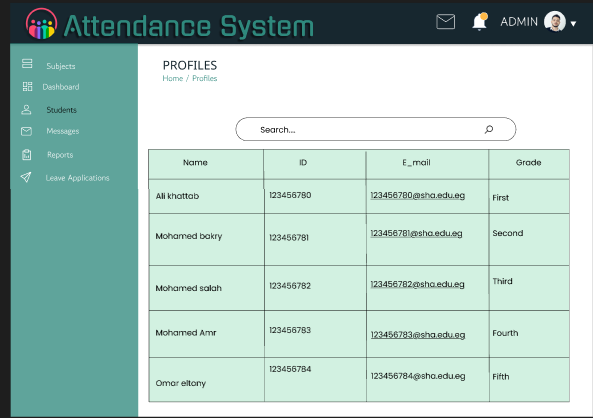 Attendance System
ADMIN
Subjects
Dashboard
Students
Messages
Reports
Leave Applications
PROFILES
Home / Profiles
Search...
Name ID E_mail Grade
Ali khattab 123456780 123456780@sha.edu.eg First
Mohamed bakry 123456781 123456781@sha.edu.eg Second
Mohamed salah 123456782 123456782@sha.edu.eg Third
Mohamed Amr 123456783 123456783@sha.edu.eg Fourth
Omar eltony 123456784 123456784@sha.edu.eg Fifth